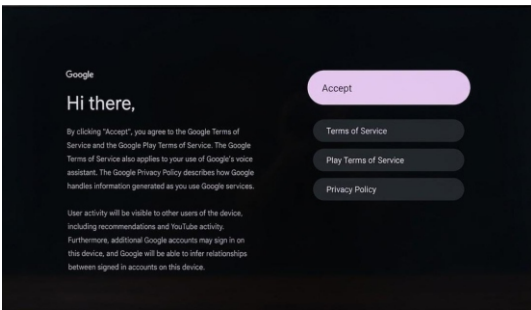 Google
Hi there,
By clicking "Accept", you agree to the Google Terms of
Service and the Google Play Terms of Service. The Google
Terms of Service also applies to your use of Google's voice
assistant. The Google Privacy Policy describes how Google
handles information generated as you use Google services.
User activity will be visible to other users of the device,
including recommendations and YouTube activity.
Furthermore, additional Google accounts may sign in on
this device, and Google will be able to infer relationships
between signed in accounts on this device.
Accept
Terms of Service
Play Terms of Service
Privacy Policy